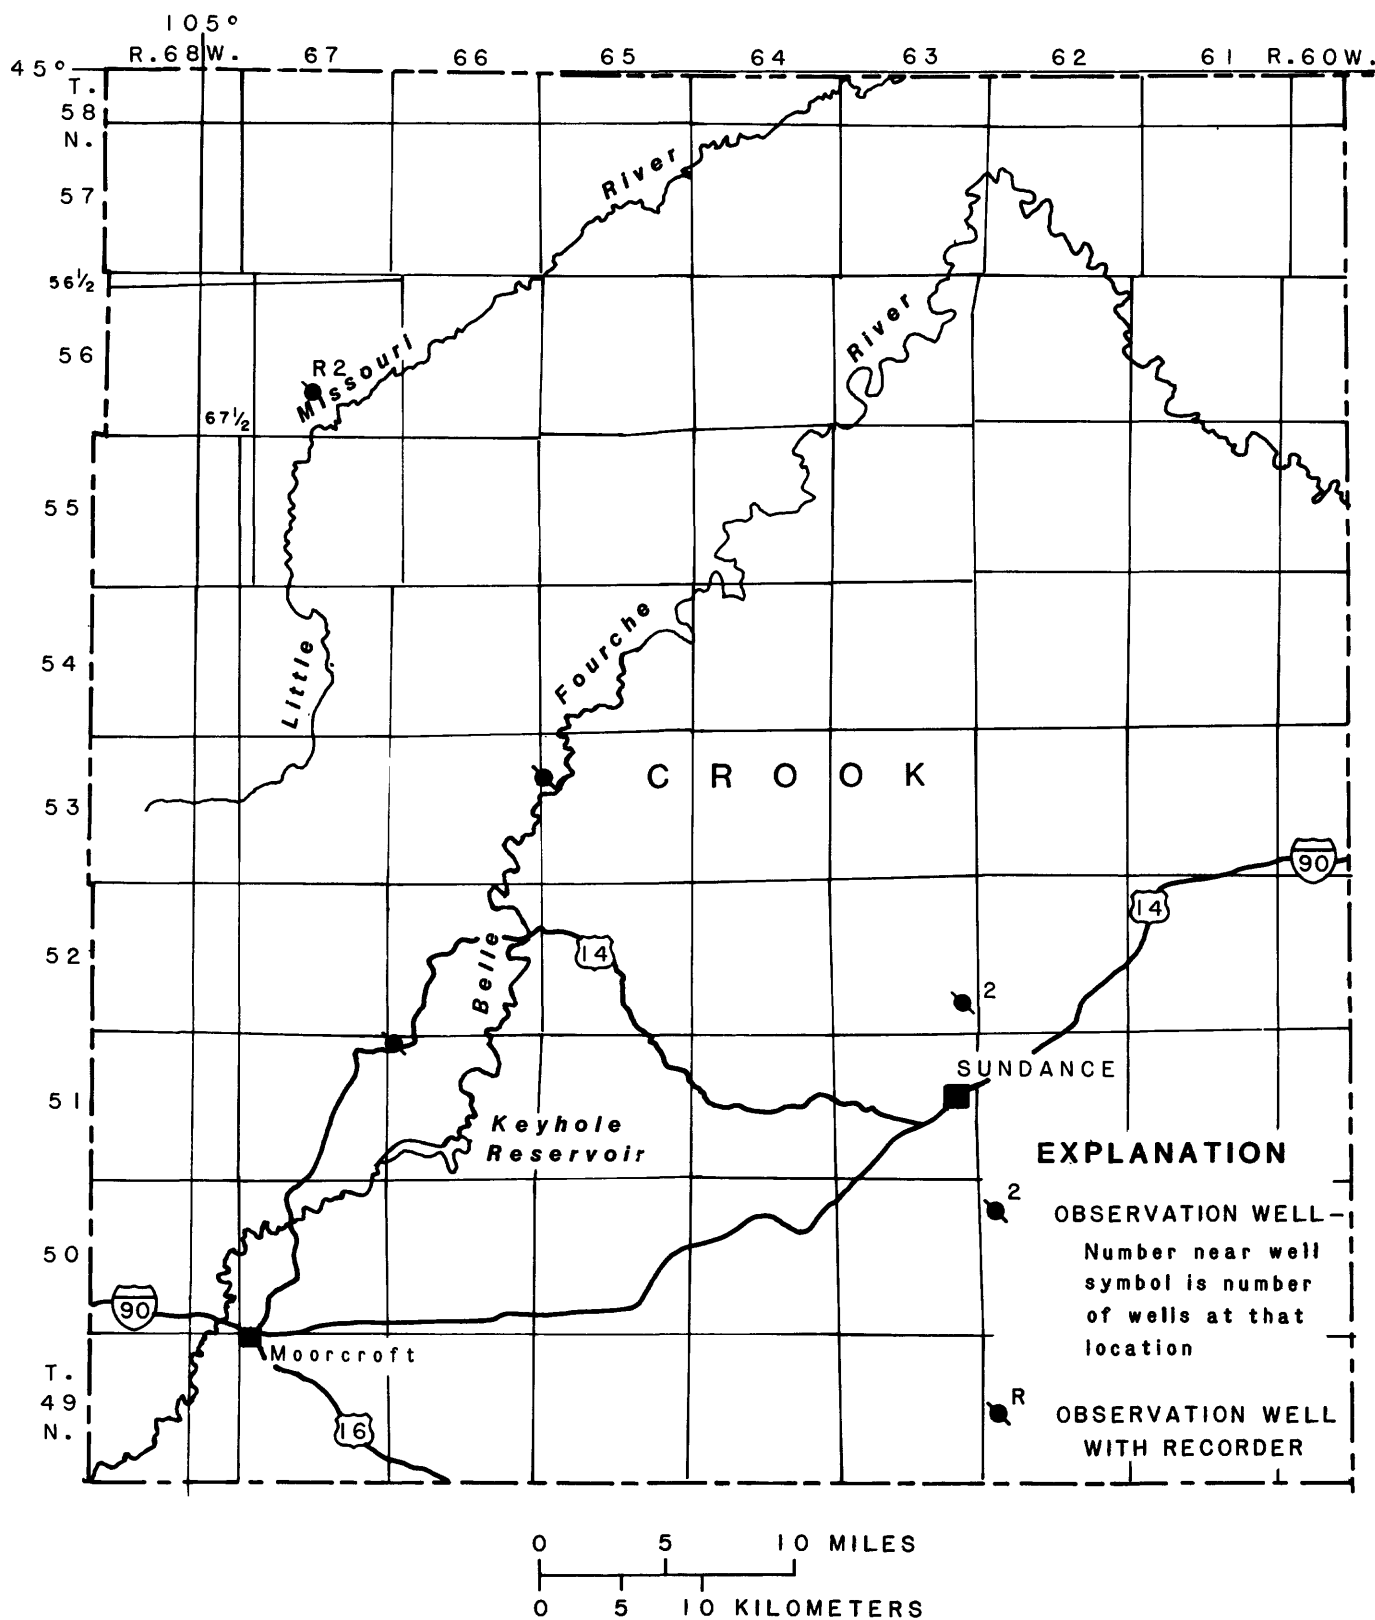 105°
R.68W. 67 66 65 64 63 62 61 R.60W.
45°
T.
58
N.
57
56½
56
67½
55
54
53
52
51
50
T.
49
N.
River
Missouri
Little
R2
River
Fourche
Belle
CROOK
90
14
14
2
SUNDANCE
Keyhole
Reservoir
90
Moorcroft
16
EXPLANATION
2
OBSERVATION WELL–
Number near well
symbol is number
of wells at that
location
R
OBSERVATION WELL
WITH RECORDER
0 5 10 MILES
0 5 10 KILOMETERS